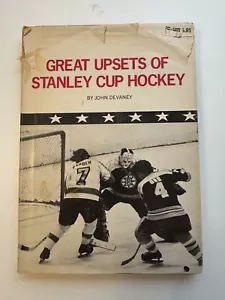 GREAT UPSETS OF
STANLEY CUP HOCKEY
BY JOHN DEVANEY
7
4